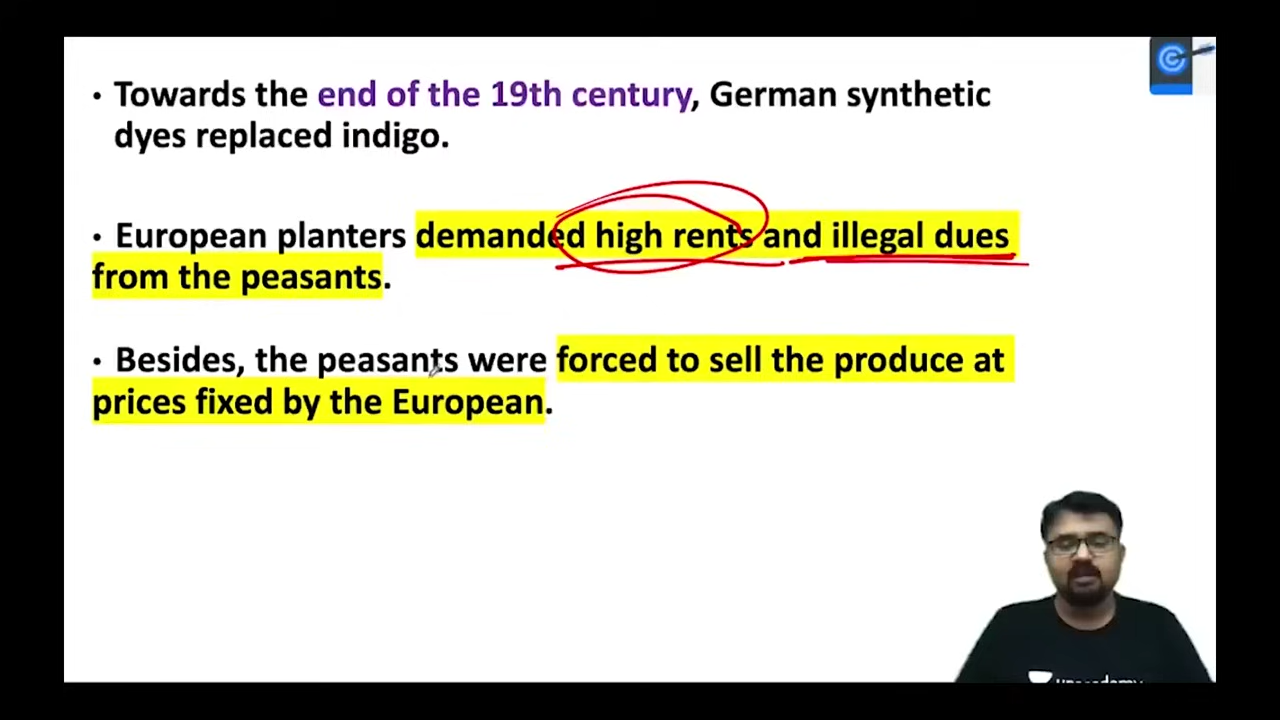 • Towards the end of the 19th century, German synthetic
dyes replaced indigo.
• European planters demanded high rents and illegal dues
from the peasants.
• Besides, the peasants were forced to sell the produce at
prices fixed by the European.